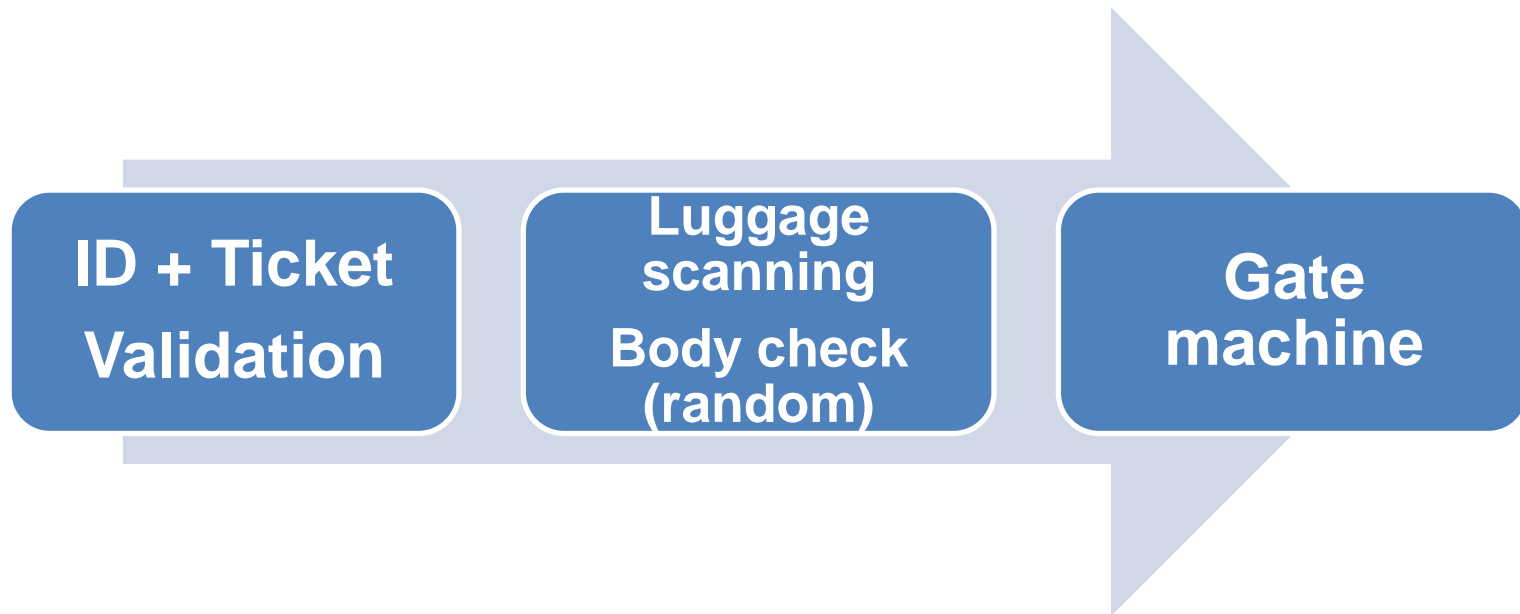 ID + Ticket
Validation
Luggage
scanning
Body check
(random)
Gate
machine